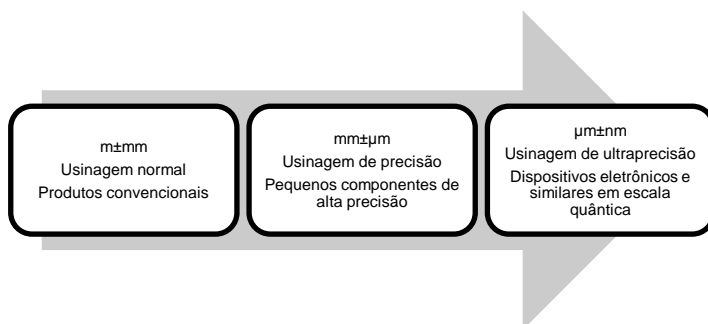 m±mm
Usinagem normal
Produtos convencionais
mm±μm
Usinagem de precisão
Pequenos componentes de
alta precisão
μm±nm
Usinagem de ultraprecisão
Dispositivos eletrônicos e
similares em escala
quântica